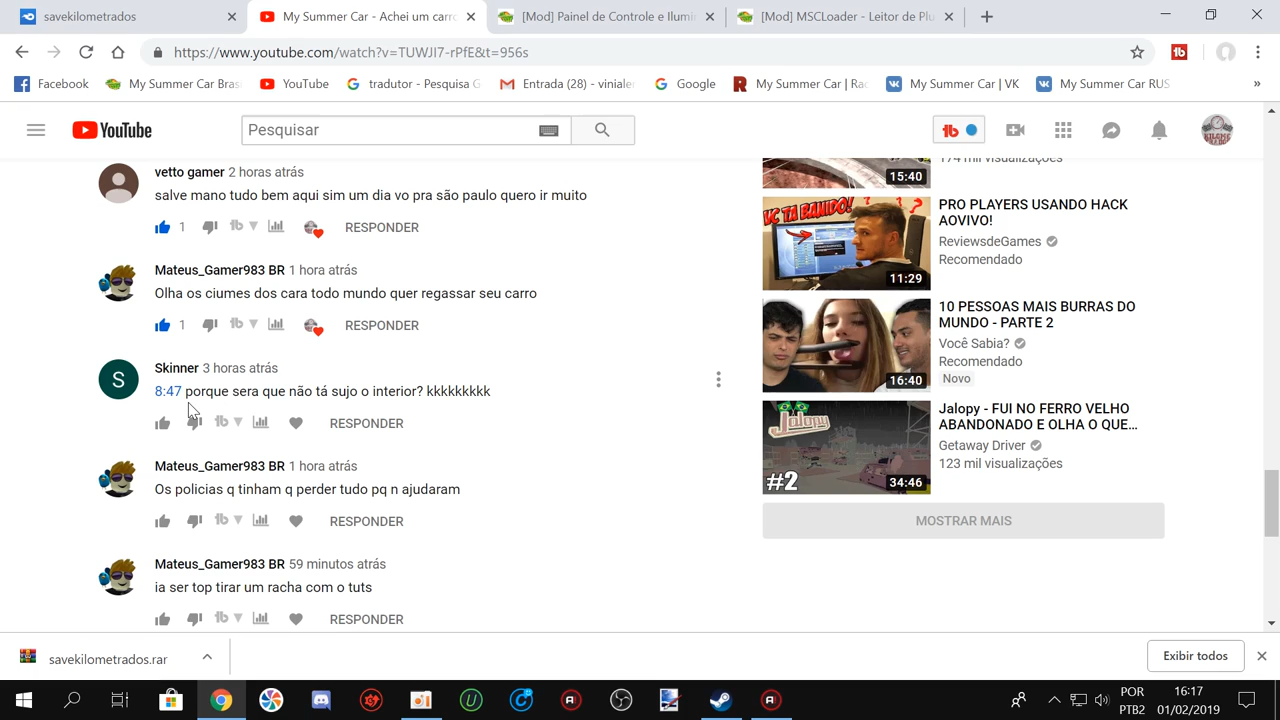 savekilometrados
My Summer Car - Achei um carro
[Mod] Painel de Controle e Ilumi
[Mod] MSCLoader - Leitor de Plu
https://www.youtube.com/watch?v=TUWJI7-rPfE&t=956s
Facebook
My Summer Car Bras
YouTube
tradutor - Pesquisa G
Entrada (28) - viniale
Google
My Summer Car | Rac
My Summer Car | VK
My Summer Car RUS
YouTube
Pesquisar
vetto gamer 2 horas atrás
salve mano tudo bem aqui sim um dia vo pra são paulo quero ir muito
1 RESPONDER
Mateus_Gamer983 BR 1 hora atrás
Olha os ciumes dos cara todo mundo quer regassar seu carro
1 RESPONDER
Skinner 3 horas atrás
8:47 porque sera que não tá sujo o interior? kkkkkkkkk
RESPONDER
Mateus_Gamer983 BR 1 hora atrás
Os policias q tinham q perder tudo pq n ajudaram
RESPONDER
Mateus_Gamer983 BR 59 minutos atrás
ia ser top tirar um racha com o tuts
RESPONDER
174 mil visualizações
15:40
VC TA BANIDO!
11:29
PRO PLAYERS USANDO HACK
AOVIVO!
ReviewsdeGames
Recomendado
16:40
10 PESSOAS MAIS BURRAS DO
MUNDO - PARTE 2
Você Sabia?
Recomendado
Novo
Jalopy
#2
34:46
Jalopy - FUI NO FERRO VELHO
ABANDONADO E OLHA O QUE...
Getaway Driver
123 mil visualizações
MOSTRAR MAIS
savekilometrados.rar
Exibir todos
POR
PTB2
16:17
01/02/2019